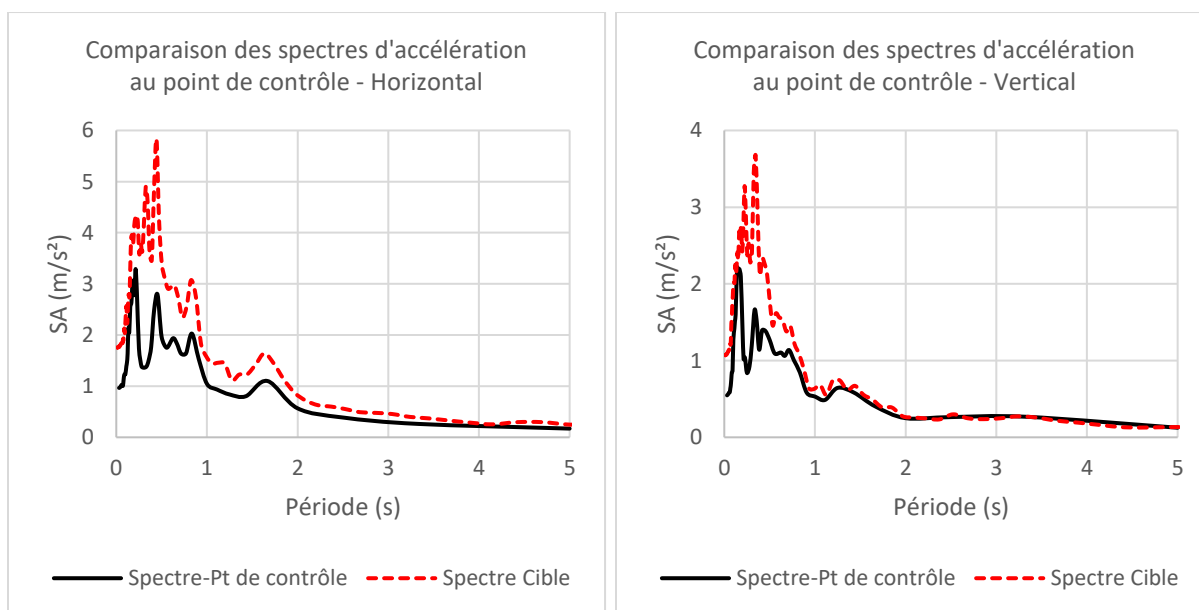 Comparaison des spectres d'accélération
au point de contrôle - Horizontal
6
5
4
3
2
1
0
SA (m/s²)
0 1 2 3 4 5
Période (s)
Spectre-Pt de contrôle Spectre Cible
Comparaison des spectres d'accélération
au point de contrôle - Vertical
4
3
2
1
0
SA (m/s²)
0 1 2 3 4 5
Période (s)
Spectre-Pt de contrôle Spectre Cible